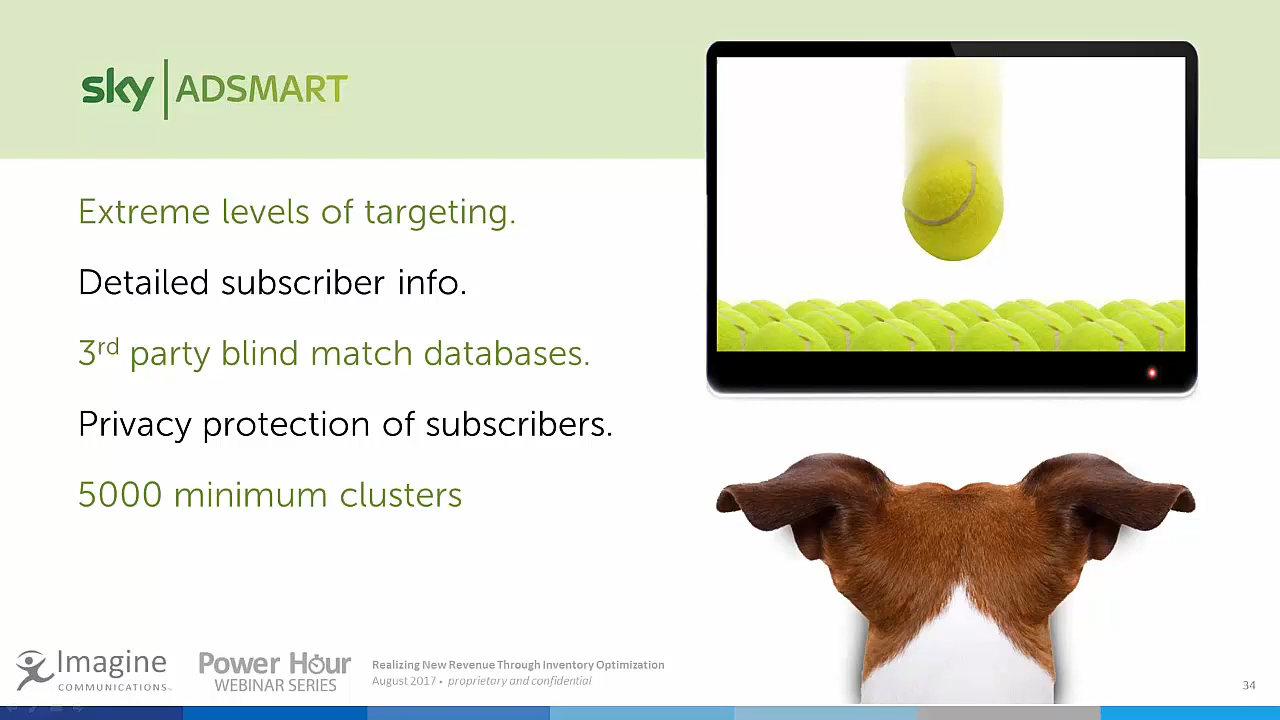 sky | ADSMART
Extreme levels of targeting.
Detailed subscriber info.
3rd party blind match databases.
Privacy protection of subscribers.
5000 minimum clusters
Imagine
COMMUNICATIONS
Power Hour
WEBINAR SERIES
Realizing New Revenue Through Inventory Optimization
August 2017 • proprietary and confidential
34